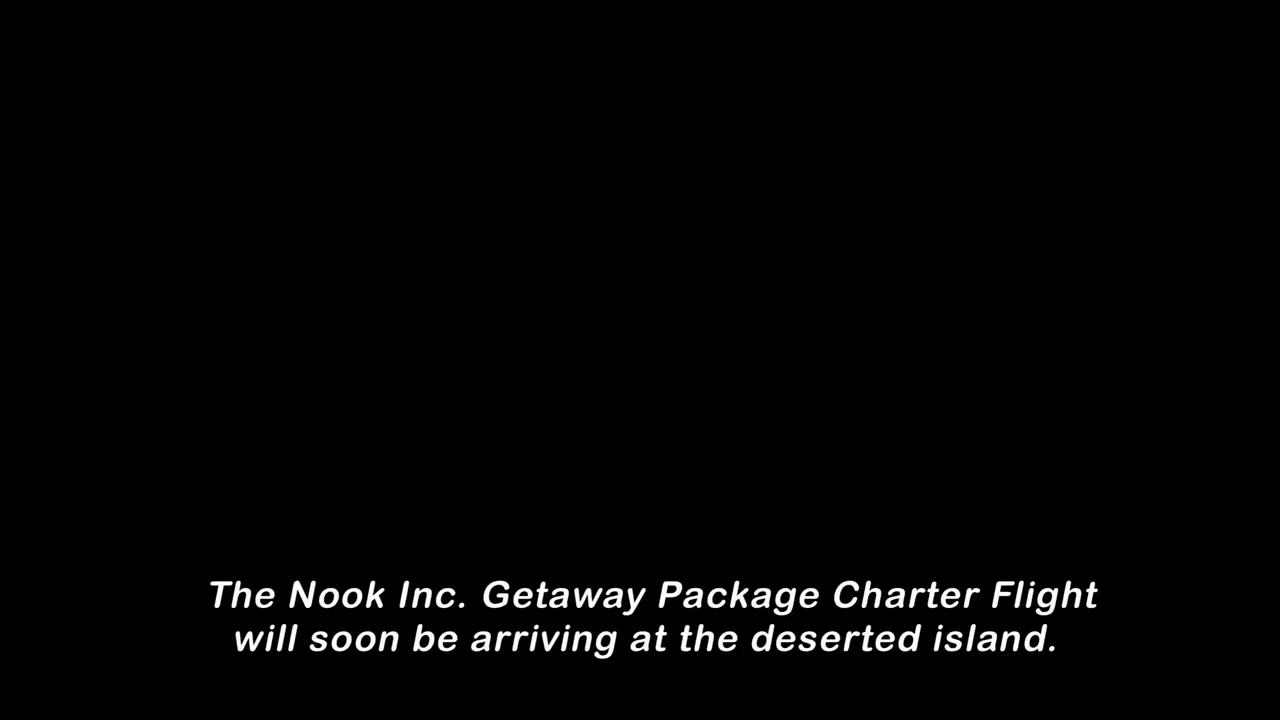 The Nook Inc. Getaway Package Charter Flight
will soon be arriving at the deserted island.